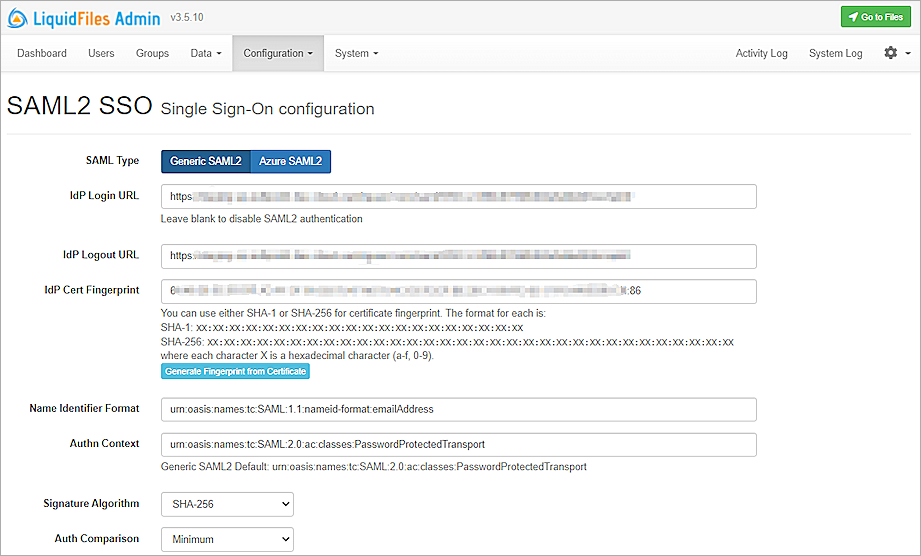 LiquidFiles Admin v3.5.10 Go to Files
Dashboard Users Groups Data Configuration System Activity Log System Log
SAML2 SSO Single Sign-On configuration
SAML Type Generic SAML2 Azure SAML2
IdP Login URL https
Leave blank to disable SAML2 authentication
IdP Logout URL https
IdP Cert Fingerprint :86
You can use either SHA-1 or SHA-256 for certificate fingerprint. The format for each is:
SHA-1: XX:XX:XX:XX:XX:XX:XX:XX:XX:XX:XX:XX:XX:XX:XX:XX:XX:XX:XX:XX
SHA-256: XX:XX:XX:XX:XX:XX:XX:XX:XX:XX:XX:XX:XX:XX:XX:XX:XX:XX:XX:XX:XX:XX:XX:XX:XX:XX:XX:XX:XX:XX:XX:XX
where each character X is a hexadecimal character (a-f, 0-9).
Generate Fingerprint from Certificate
Name Identifier Format urn:oasis:names:tc:SAML:1.1:nameid-format:emailAddress
Authn Context urn:oasis:names:tc:SAML:2.0:ac:classes:PasswordProtectedTransport
Generic SAML2 Default: urn:oasis:names:tc:SAML:2.0:ac:classes:PasswordProtectedTransport
Signature Algorithm SHA-256
Auth Comparison Minimum